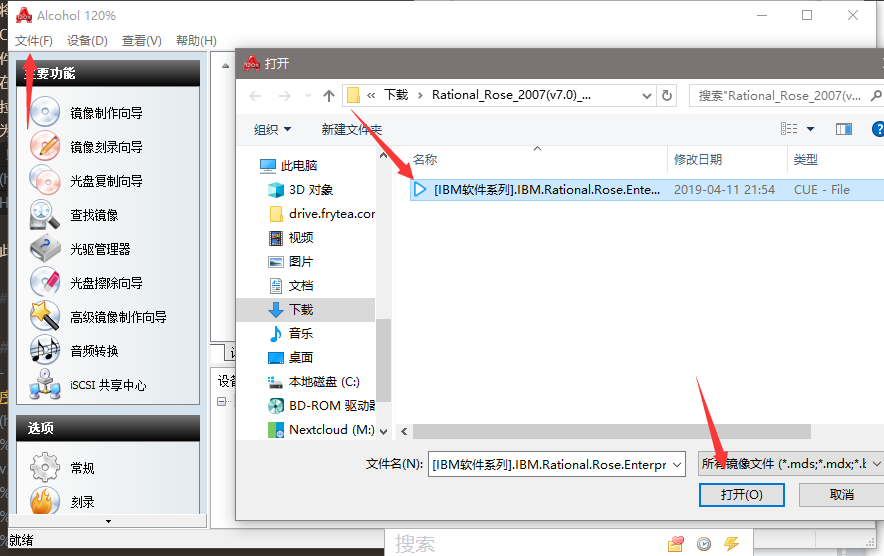 Alcohol 120%
文件(F) 设备(D) 查看(V) 帮助(H)
主要功能
镜像制作向导
镜像刻录向导
光盘复制向导
查找镜像
光驱管理器
光盘擦除向导
高级镜像制作向导
音频转换
iSCSI 共享中心
选项
常规
刻录
就绪
设备
打开
« 下载 › Rational_Rose_2007(v7.0)_...
搜索"Rational_Rose_2007(v...
组织 新建文件夹
此电脑
3D 对象
drive.frytea.cor
视频
图片
文档
下载
音乐
桌面
本地磁盘 (C:)
BD-ROM 驱动器
Nextcloud (M:)
名称 修改日期 类型
[IBM软件系列].IBM.Rational.Rose.Ente... 2019-04-11 21:54 CUE - File
文件名(N): [IBM软件系列].IBM.Rational.Rose.Enterpr 所有镜像文件 (*.mds;*.mdx;*.b
打开(O) 取消
搜索